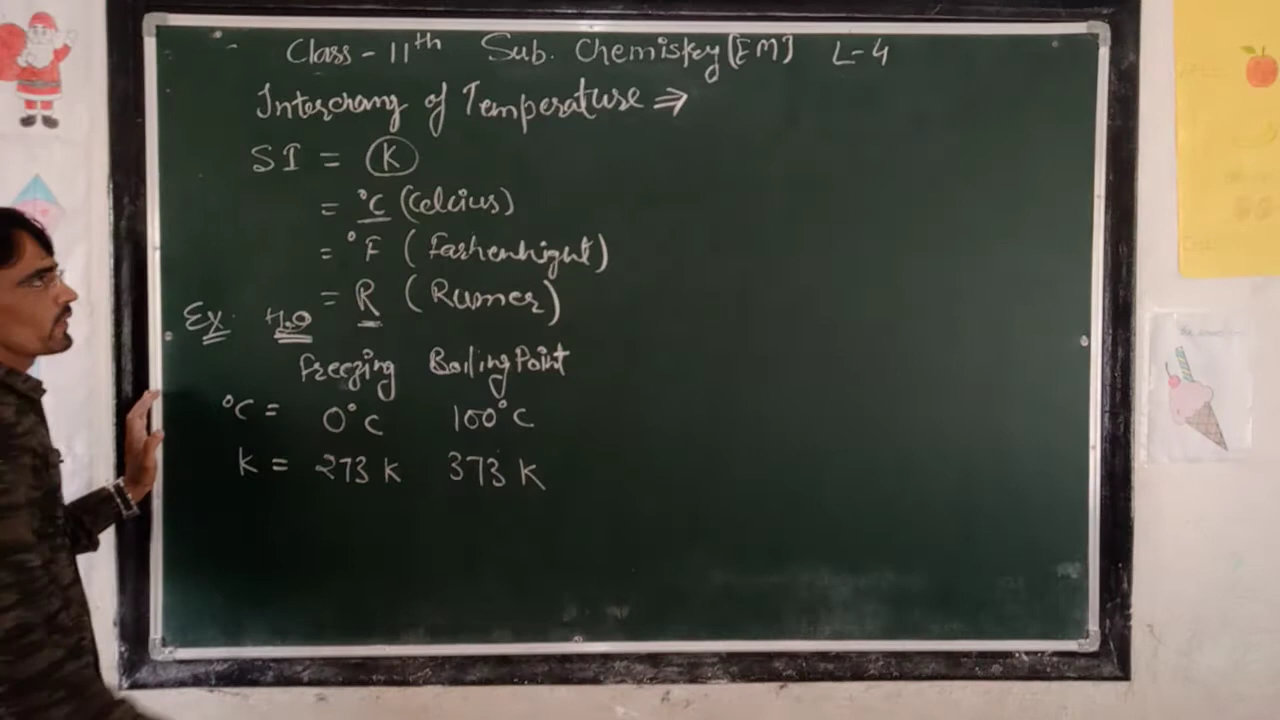 Class - 11th Sub. Chemistry [EM] L-4
Interchang of Temperature ⇒
SI = K
= °C (Celcius)
= °F (Farhenhight)
= R (Rumer)
Ex. H2O
Freezing Boiling Point
°C = 0°C 100°C
K = 273 K 373 K